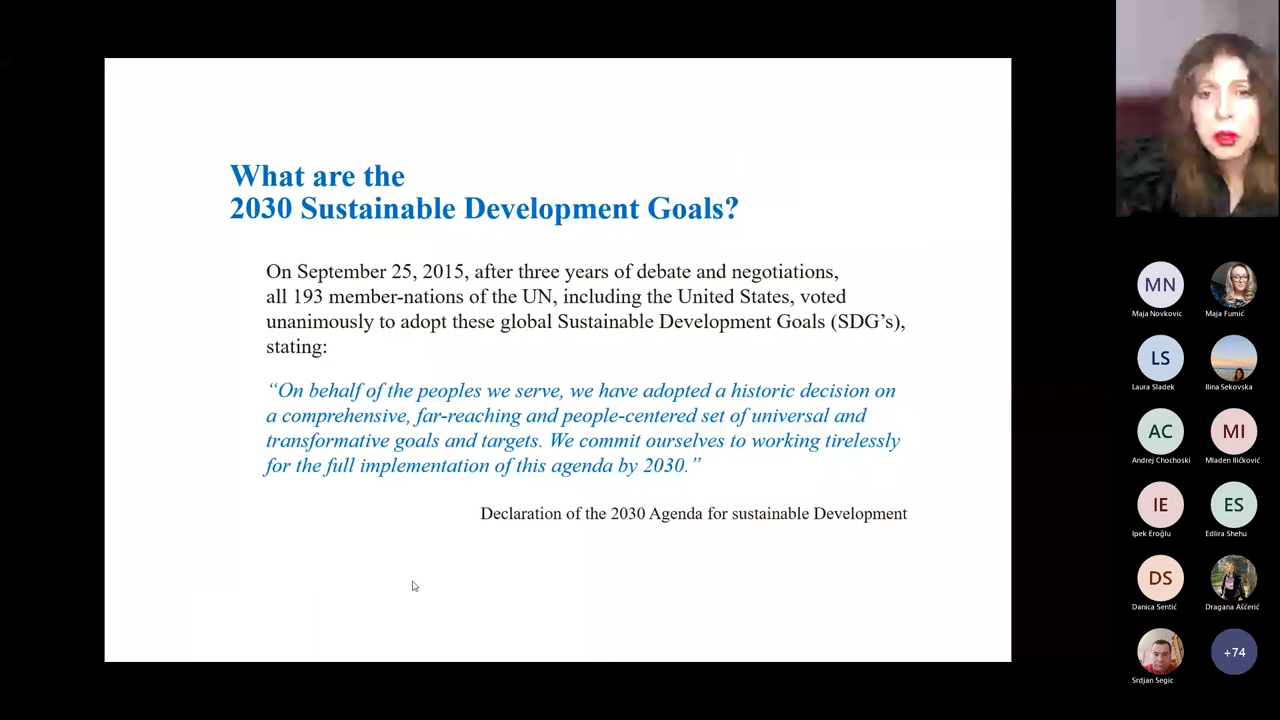 What are the
2030 Sustainable Development Goals?
On September 25, 2015, after three years of debate and negotiations,
all 193 member-nations of the UN, including the United States, voted
unanimously to adopt these global Sustainable Development Goals (SDG’s),
stating:
“On behalf of the peoples we serve, we have adopted a historic decision on
a comprehensive, far-reaching and people-centered set of universal and
transformative goals and targets. We commit ourselves to working tirelessly
for the full implementation of this agenda by 2030.”
Declaration of the 2030 Agenda for sustainable Development
MN
Maja Novkovic
Maja Fumić
LS
Laura Sladek
Ilina Sekovska
AC
Andrej Chochoski
MI
Mladen Iličković
IE
Ipek Eroğlu
ES
Edlira Shehu
DS
Danica Sentić
Dragana Ašćerić
Srdjan Segic
+74